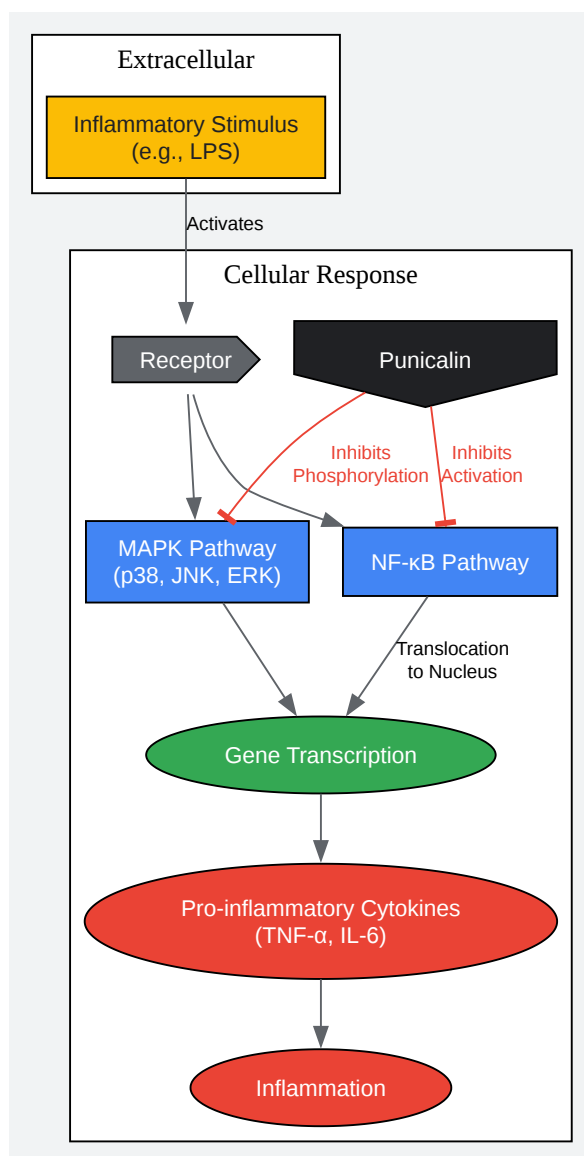 Extracellular
Inflammatory Stimulus
(e.g., LPS)
Activates
Cellular Response
Receptor
Punicalin
Inhibits
Phosphorylation
Inhibits
Activation
MAPK Pathway
(p38, JNK, ERK)
NF-κB Pathway
Translocation
to Nucleus
Gene Transcription
Pro-inflammatory Cytokines
(TNF-α, IL-6)
Inflammation